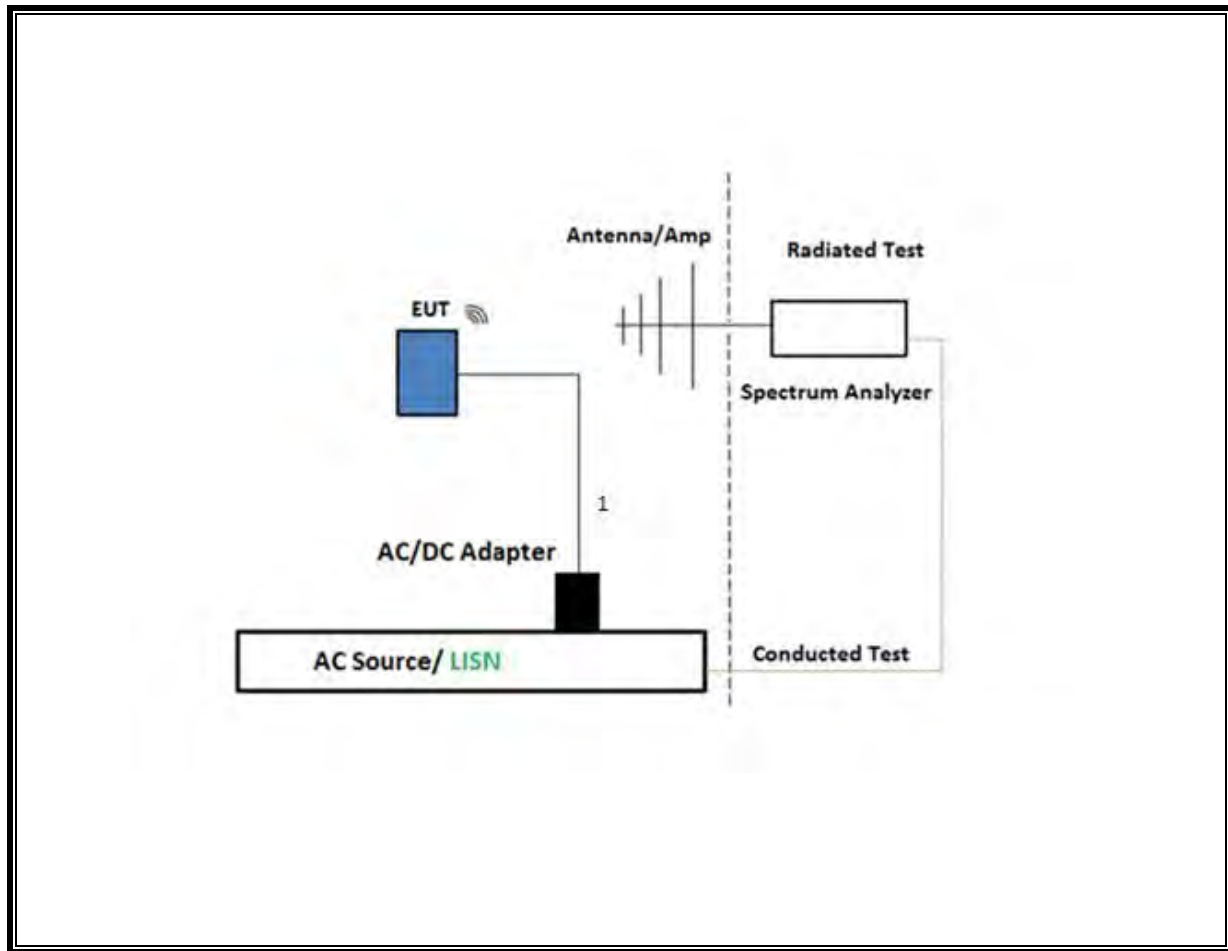 Antenna/Amp
Radiated Test
EUT
Spectrum Analyzer
1
AC/DC Adapter
AC Source/ LISN
Conducted Test